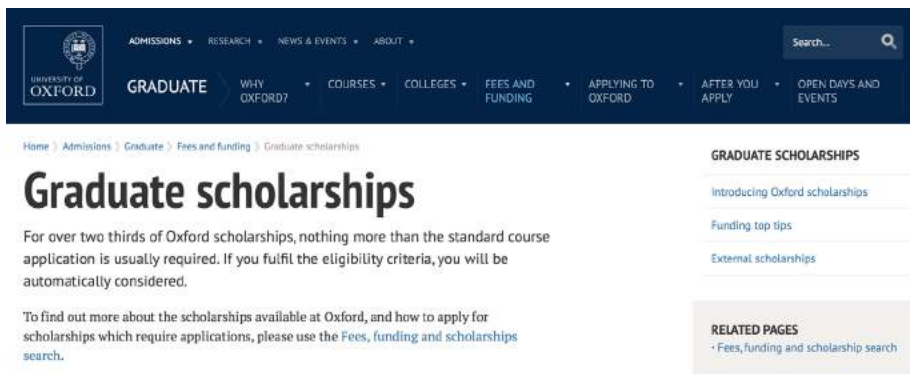 ADMISSIONS RESEARCH NEWS & EVENTS ABOUT
Search...
UNIVERSITY OF
OXFORD
GRADUATE
WHY
OXFORD?
COURSES
COLLEGES
FEES AND
FUNDING
APPLYING TO
OXFORD
AFTER YOU
APPLY
OPEN DAYS AND
EVENTS
Home > Admissions > Graduate > Fees and funding > Graduate scholarships
Graduate scholarships
For over two thirds of Oxford scholarships, nothing more than the standard course
application is usually required. If you fulfil the eligibility criteria, you will be
automatically considered.
To find out more about the scholarships available at Oxford, and how to apply for
scholarships which require applications, please use the Fees, funding and scholarships
search.
GRADUATE SCHOLARSHIPS
Introducing Oxford scholarships
Funding top tips
External scholarships
RELATED PAGES
· Fees, funding and scholarship search